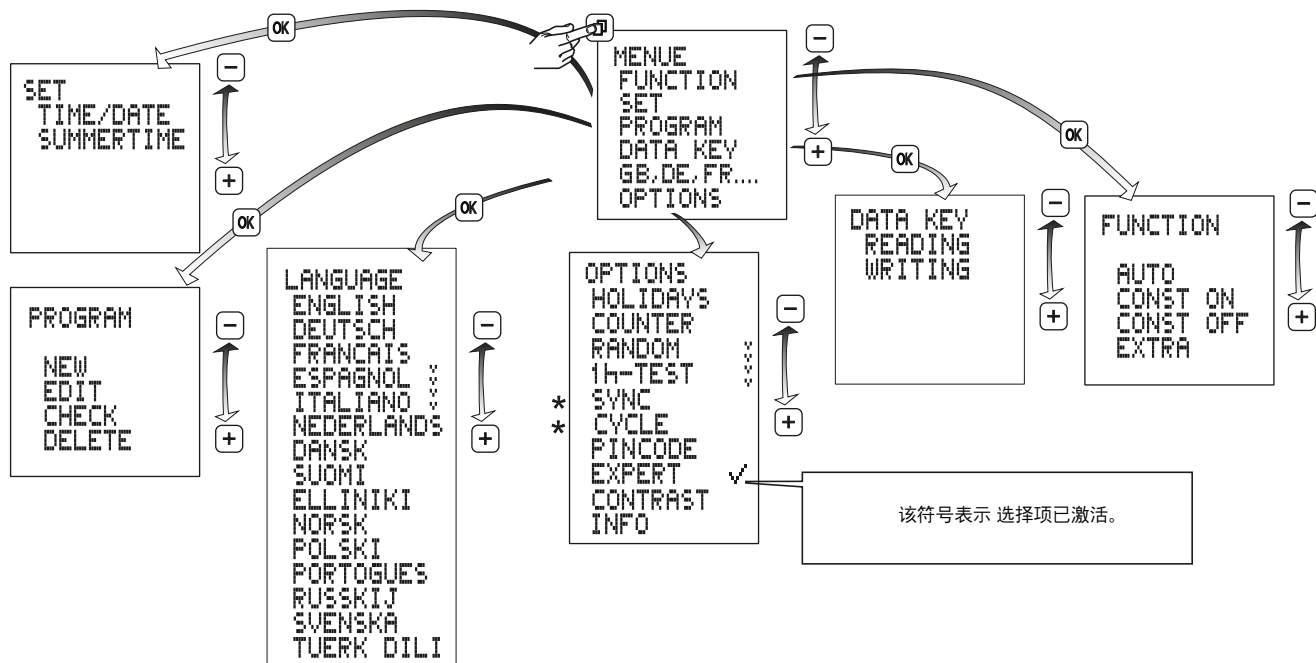 OK
SET
TIME/DATE
SUMMERTIME
−
+
MENUE
FUNCTION
SET
PROGRAM
DATA KEY
GB,DE,FR....
OPTIONS
−
+
OK
OK
DATA KEY
READING
WRITING
−
+
FUNCTION
AUTO
CONST ON
CONST OFF
EXTRA
−
+
OK
PROGRAM
NEW
EDIT
CHECK
DELETE
−
+
OK
LANGUAGE
ENGLISH
DEUTSCH
FRANCAIS
ESPAGNOL
ITALIANO
NEDERLANDS
DANSK
SUOMI
ELLINIKI
NORSK
POLSKI
PORTOGUES
RUSSKIJ
SVENSKA
TUERK DILI
−
+
OPTIONS
HOLIDAYS
COUNTER
RANDOM
1h-TEST
* SYNC
* CYCLE
PINCODE
EXPERT ✓
CONTRAST
INFO
−
+
该符号表示 选择项已激活。